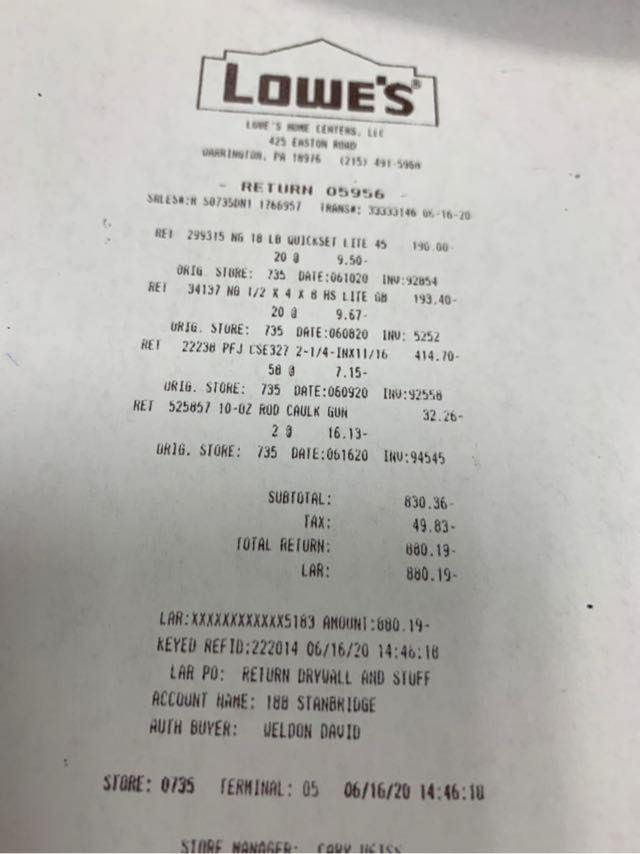 LOWE'S®
LOWE'S HOME CENTERS, LLC
425 EASTON ROAD
WARRINGTON, PA 18976 (215) 491-5960
- RETURN 05956 -
SALES#:R S0735DN1 1766957 TRANS#: 33333146 06-16-20
RET 299315 NG 18 LB QUICKSET LITE 45 190.00-
20 @ 9.50-
ORIG. STORE: 735 DATE:061020 INV:92854
RET 34137 NG 1/2 X 4 X 8 HS LITE GB 193.40-
20 @ 9.67-
ORIG. STORE: 735 DATE:060820 INV: 5252
RET 22238 PFJ CSE327 2-1/4-INX11/16 414.70-
58 @ 7.15-
ORIG. STORE: 735 DATE:060920 INV:92558
RET 525857 10-OZ ROD CAULK GUN 32.26-
2 @ 16.13-
ORIG. STORE: 735 DATE:061620 INV:94545
SUBTOTAL: 830.36-
TAX: 49.83-
TOTAL RETURN: 880.19-
LAR: 880.19-
LAR:XXXXXXXXXXXX5183 AMOUNT:880.19-
KEYED REFID:222014 06/16/20 14:46:18
LAR PO: RETURN DRYWALL AND STUFF
ACCOUNT NAME: 188 STANBRIDGE
AUTH BUYER: WELDON DAVID
STORE: 0735 TERMINAL: 05 06/16/20 14:46:18
STORE MANAGER: CARY